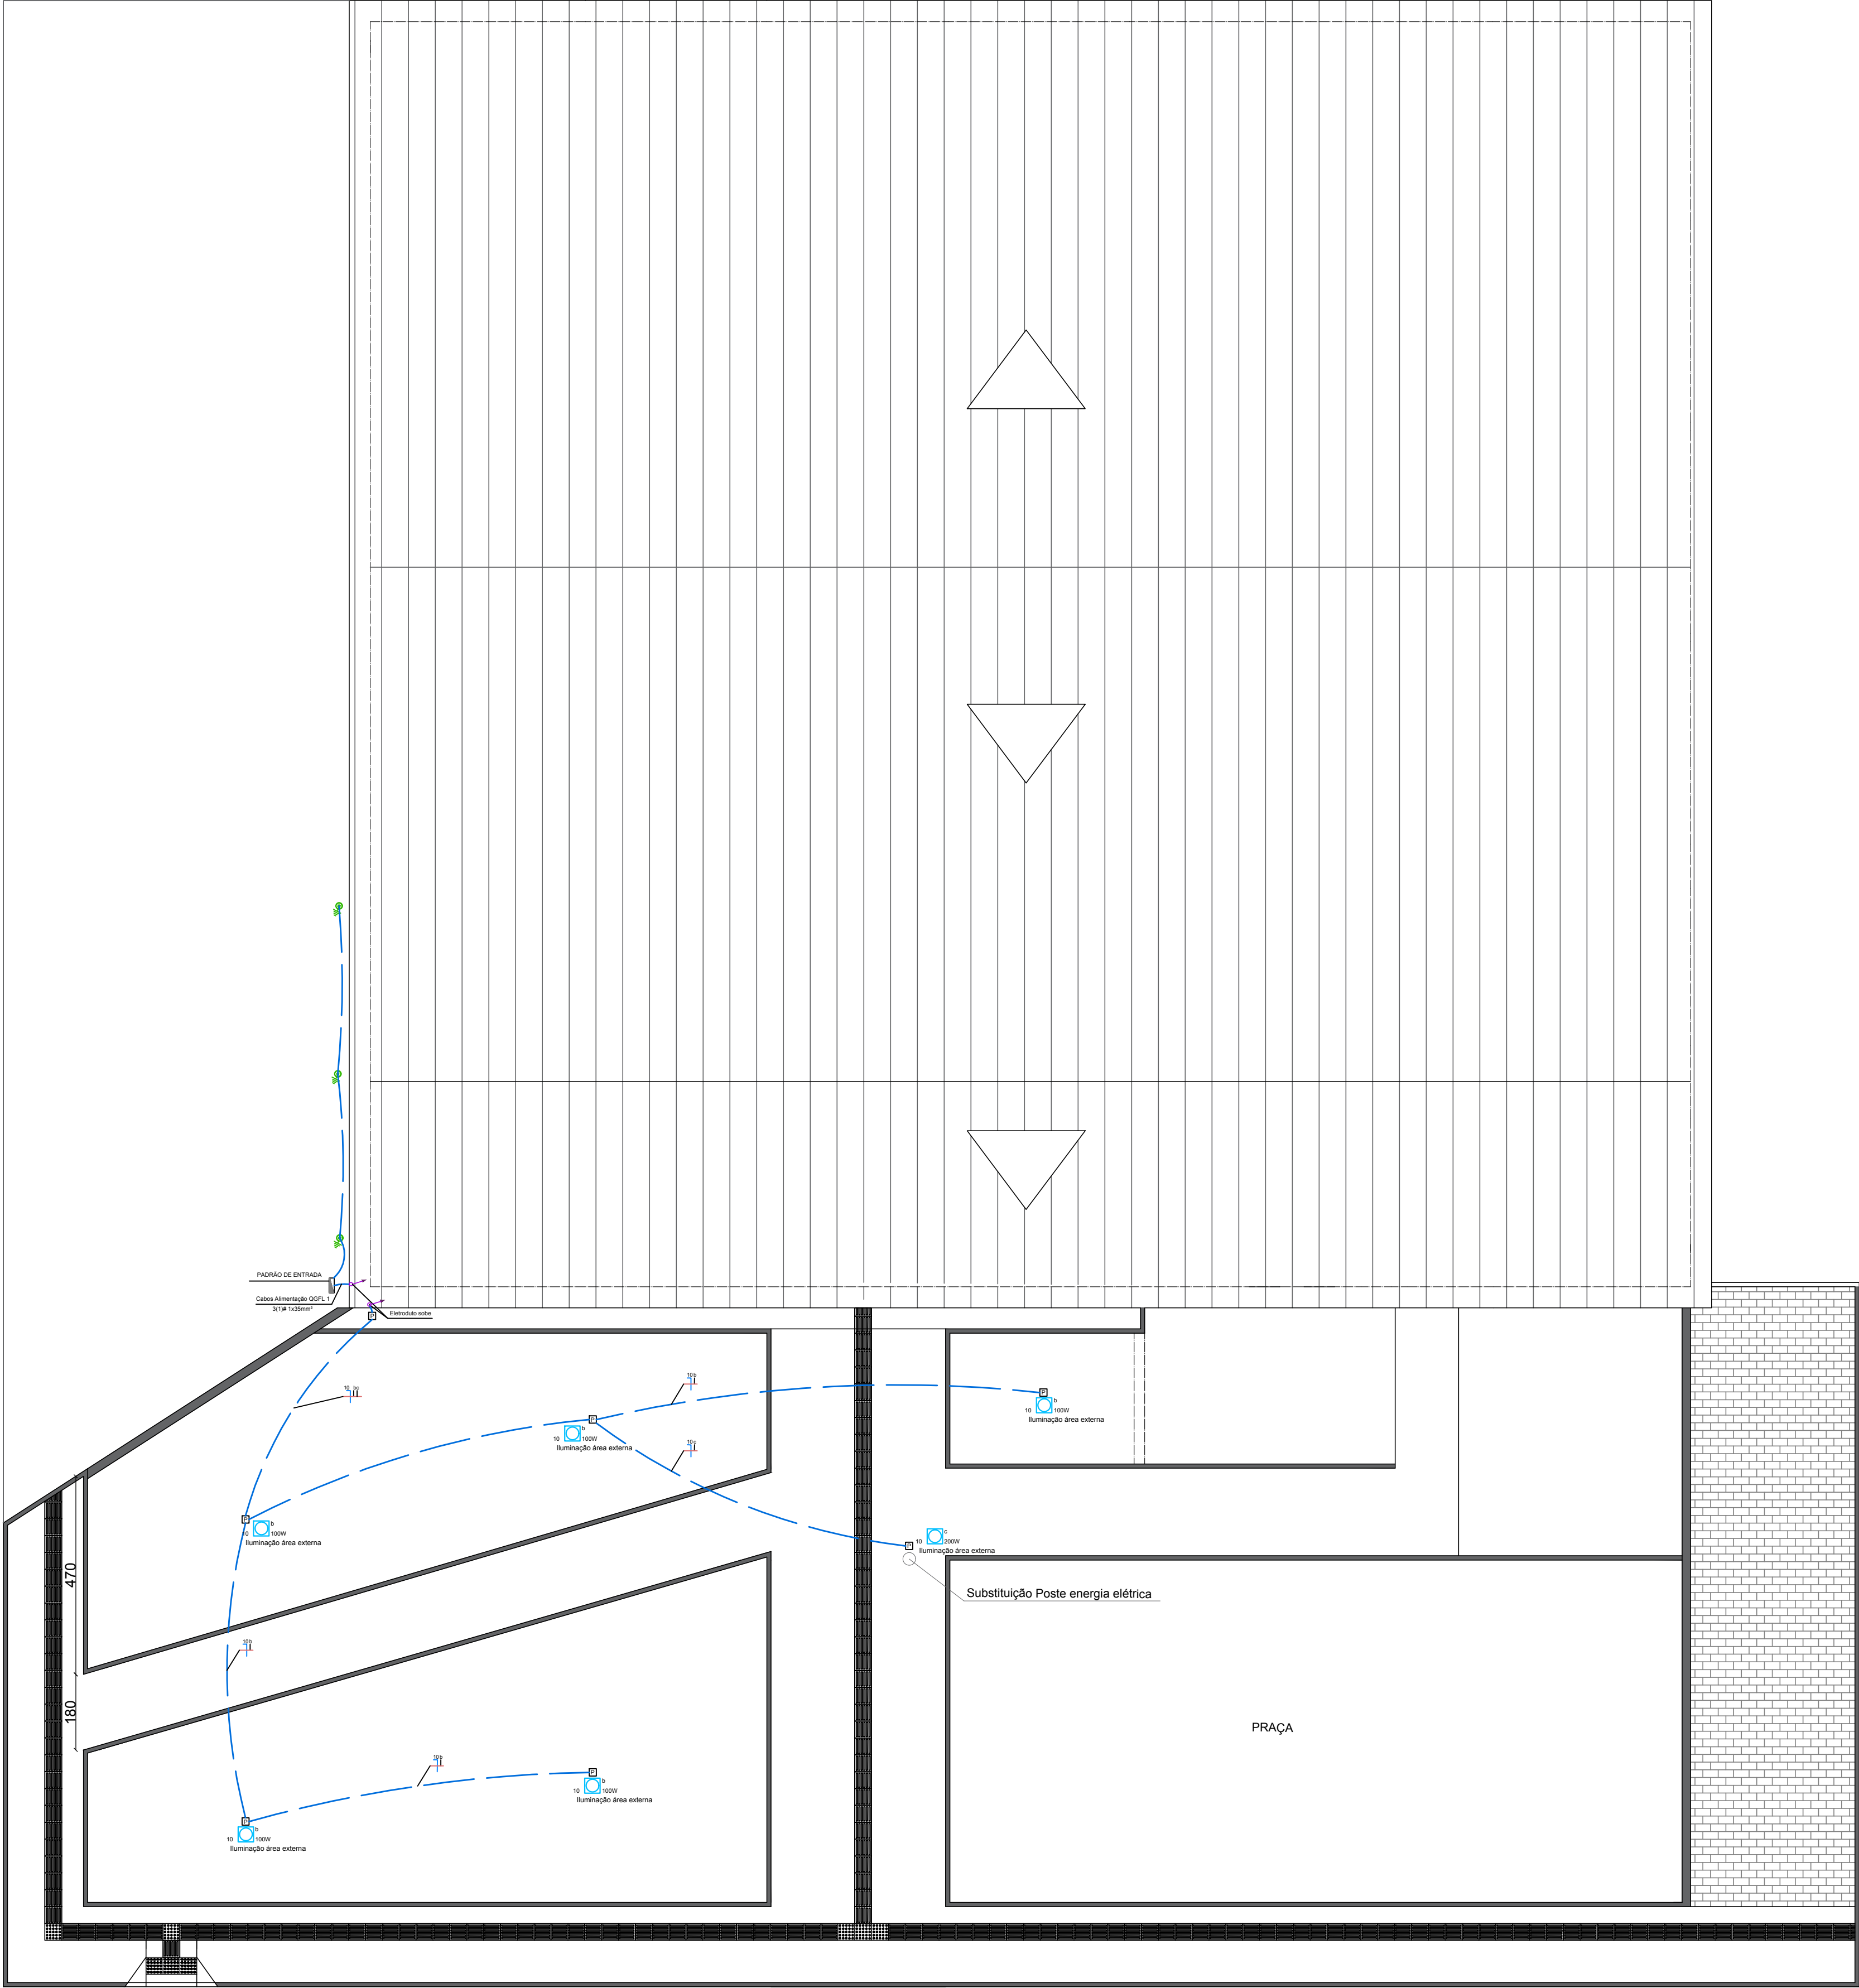 PADRÃO DE ENTRADA
Cabos Alimentação QGFL 1
3(1)# 1x35mm²
Eletroduto sobe
P
10 bc
10 b
P
b
10 100W
Iluminação área externa
P
b
10 100W
Iluminação área externa
10 c
P
b
10 100W
Iluminação área externa
P
c
10 200W
Iluminação área externa
Substituição Poste energia elétrica
470
10 b
180
PRAÇA
10 b
P
b
10 100W
Iluminação área externa
P
b
10 100W
Iluminação área externa